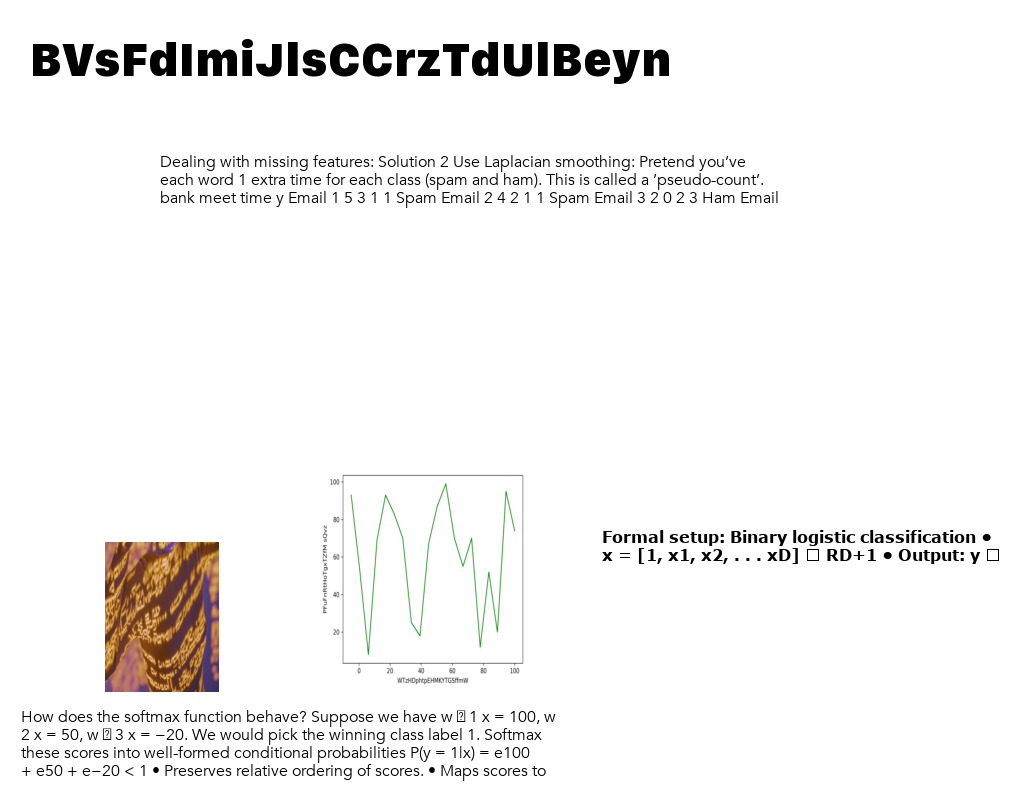 BVsFdImiJlsCCrzTdUlBeyn
Dealing with missing features: Solution 2 Use Laplacian smoothing: Pretend you’ve
each word 1 extra time for each class (spam and ham). This is called a ’pseudo-count’.
bank meet time y Email 1 5 3 1 1 Spam Email 2 4 2 1 1 Spam Email 3 2 0 2 3 Ham Email
100
80
60
40
20
0 20 40 60 80 100
Formal setup: Binary logistic classification •
x = [1, x1, x2, . . . xD] □ RD+1 • Output: y □
How does the softmax function behave? Suppose we have w 1 x = 100, w
2 x = 50, w 3 x = −20. We would pick the winning class label 1. Softmax
these scores into well-formed conditional probabilities P(y = 1|x) = e100
+ e50 + e−20 < 1 • Preserves relative ordering of scores. • Maps scores to